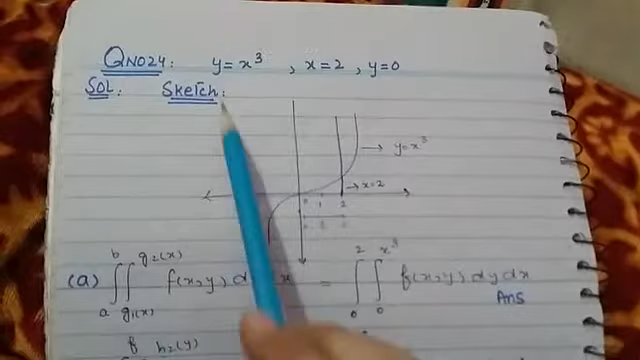 QNO24: y=x³ , x=2 , y=0
SOL: Sketch:
→ y=x³
→ x=2
0 1 2
b g₂(x)
(a) ∬ f(x,y) d x = 2 x³ ∬ f(x,y) dy dx
a g₁(x) 0 0
Ans
h₂(y)